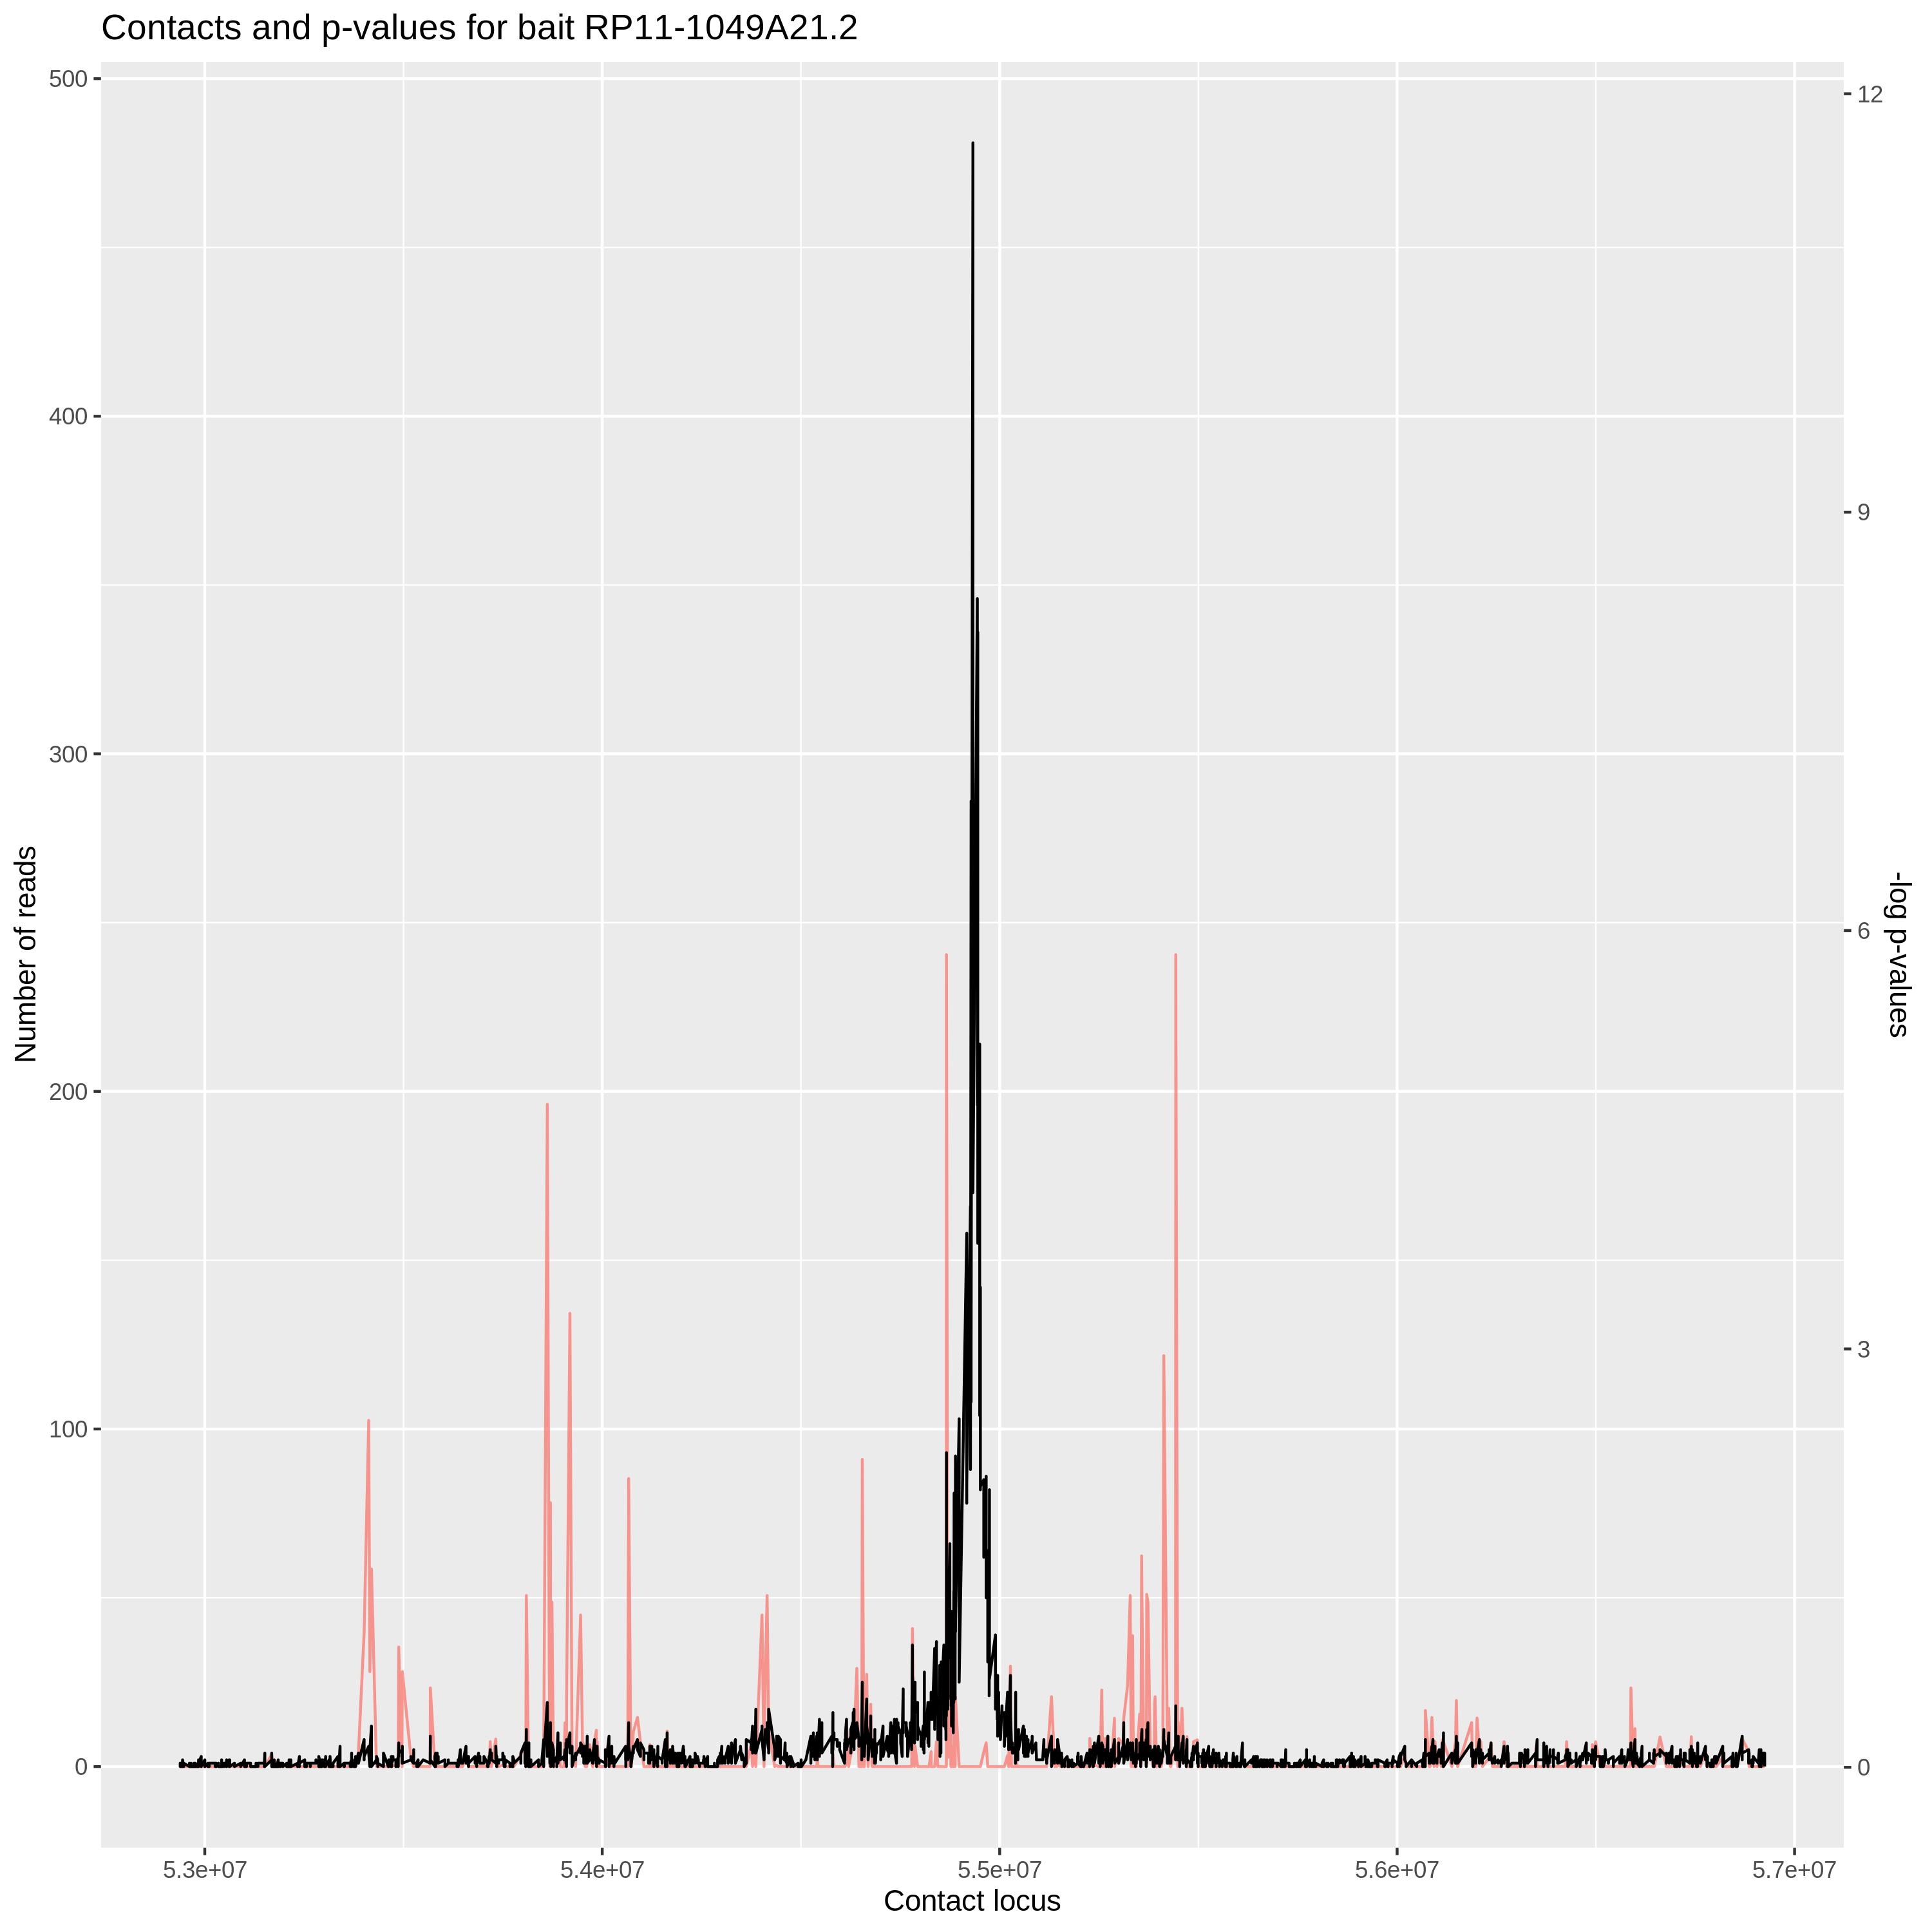 Contacts and p-values for bait RP11-1049A21.2
500
400
300
200
100
0
Number of reads
12
9
6
3
0
-log p-values
5.3e+07 5.4e+07 5.5e+07 5.6e+07 5.7e+07
Contact locus